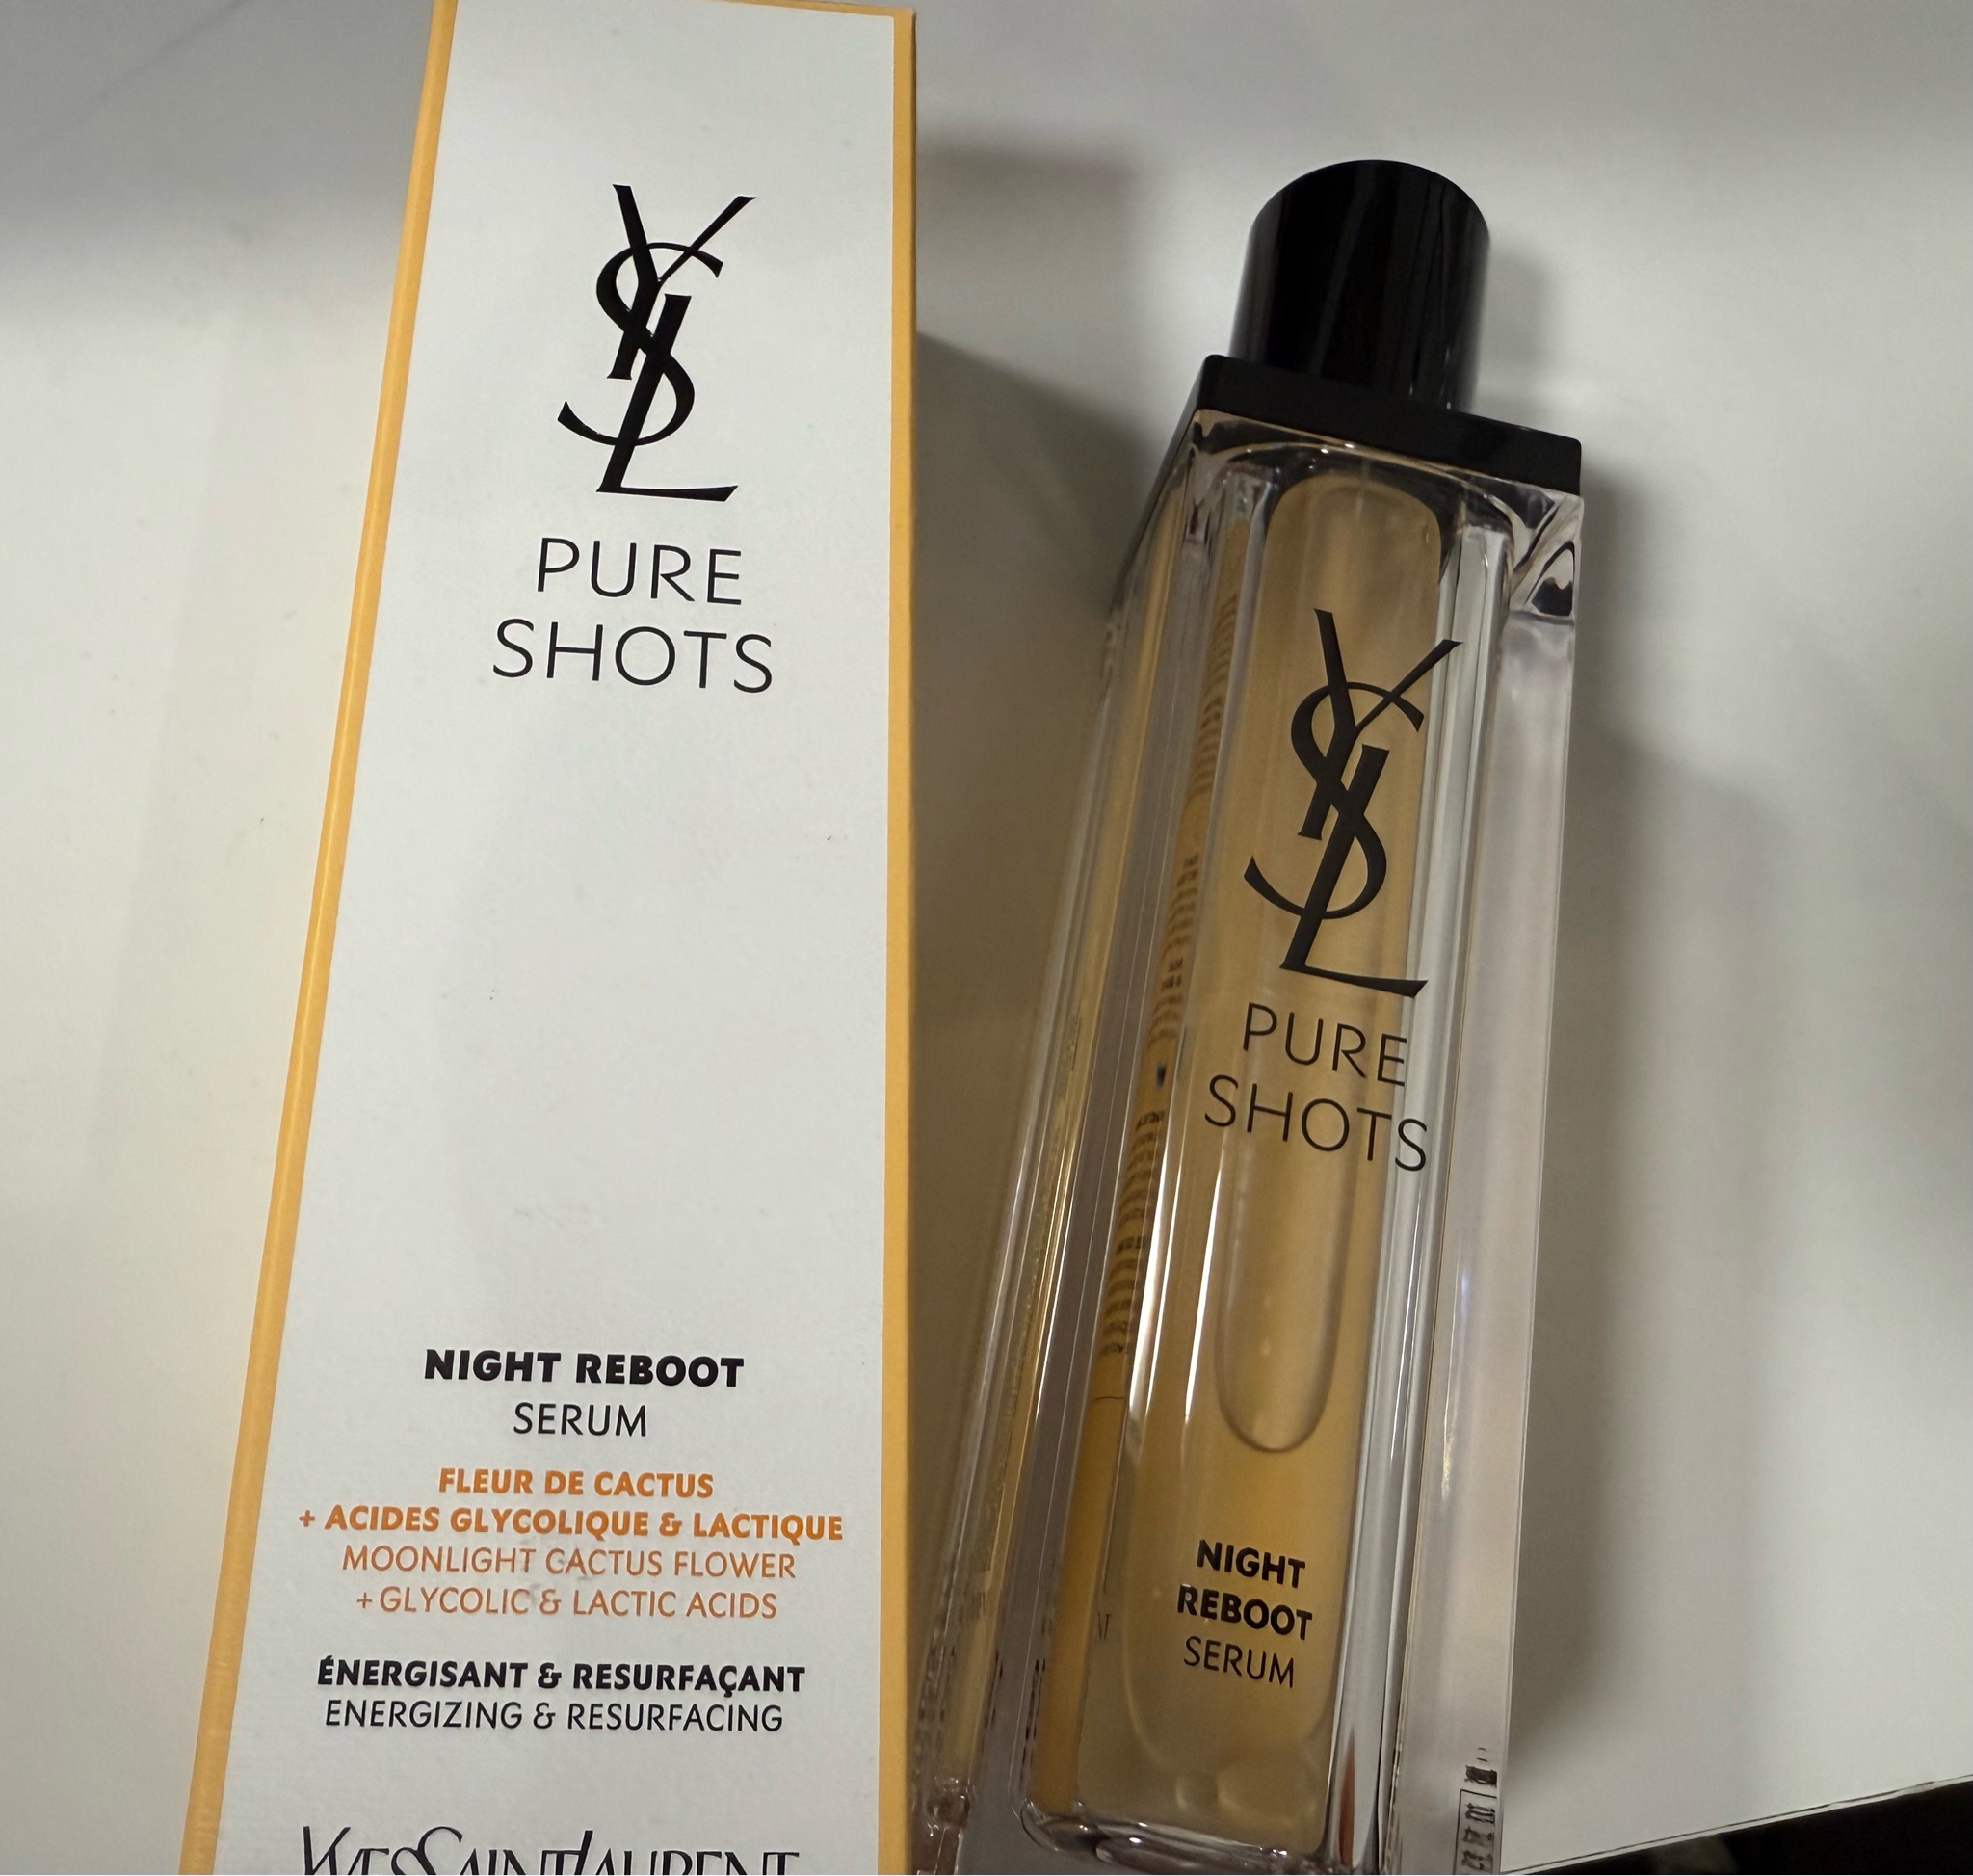 YSL
PURE
SHOTS
NIGHT REBOOT
SERUM
FLEUR DE CACTUS
+ ACIDES GLYCOLIQUE & LACTIQUE
MOONLIGHT CACTUS FLOWER
+ GLYCOLIC & LACTIC ACIDS
ÉNERGISANT & RESURFAÇANT
ENERGIZING & RESURFACING
YVESSAINTLAURENT
YSL
PURE
SHOTS
NIGHT
REBOOT
SERUM